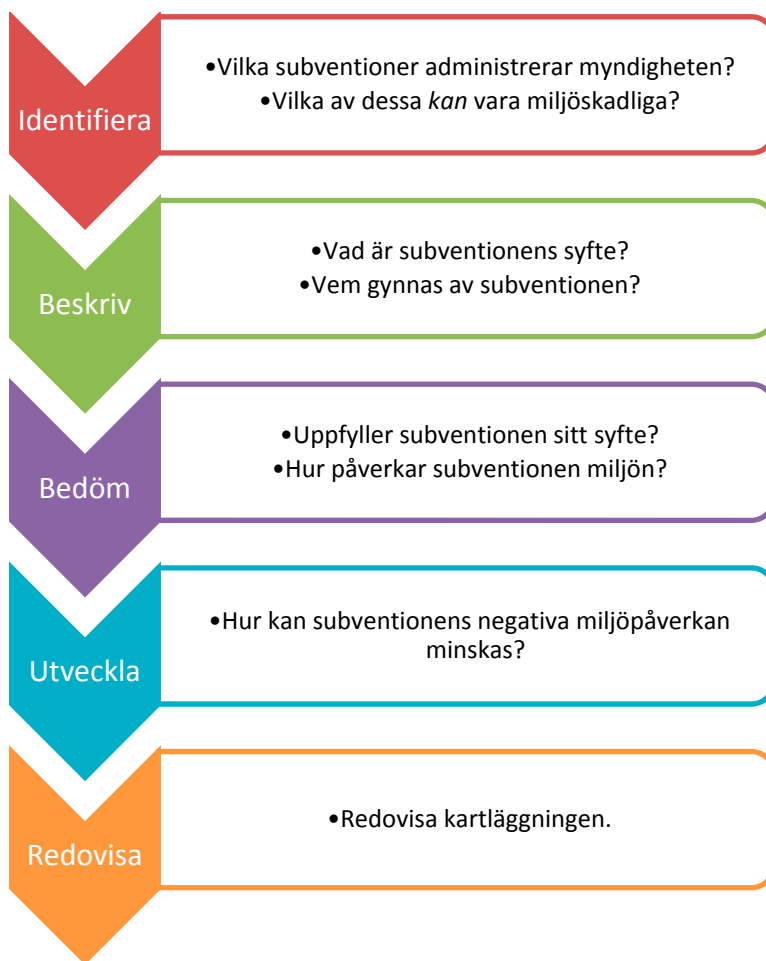 Identifiera
•Vilka subventioner administrerar myndigheten?
•Vilka av dessa kan vara miljöskadliga?
Beskriv
•Vad är subventionens syfte?
•Vem gynnas av subventionen?
Bedöm
•Uppfyller subventionen sitt syfte?
•Hur påverkar subventionen miljön?
Utveckla
•Hur kan subventionens negativa miljöpåverkan
minskas?
Redovisa
•Redovisa kartläggningen.